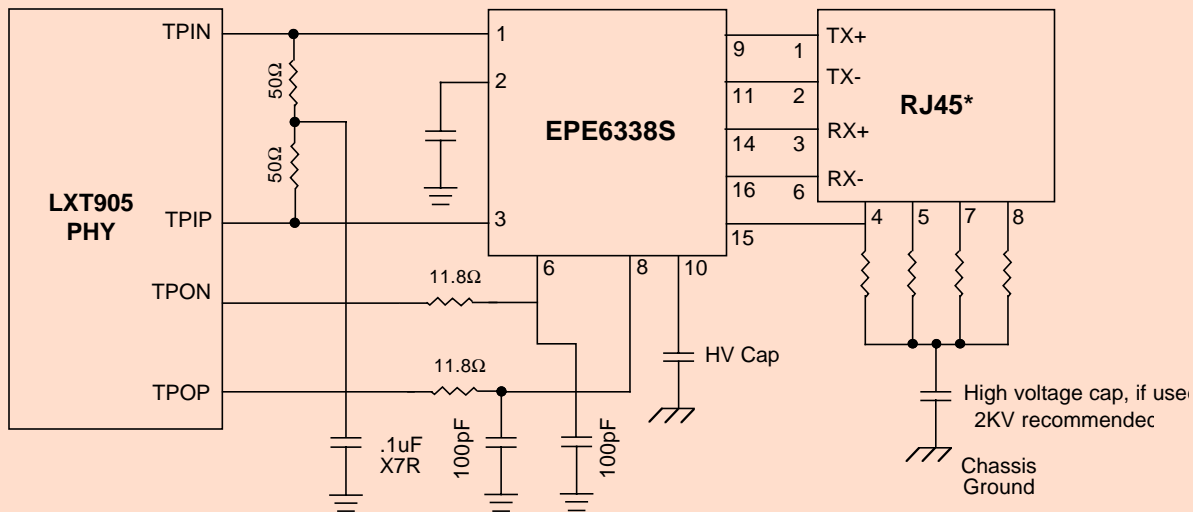 TPIN
1
9
1
TX+
50Ω
2
11
2
TX-
EPE6338S
RJ45*
14
3
RX+
50Ω
16
6
RX-
LXT905
PHY
TPIP
3
15
4
5
7
8
6
8
10
11.8Ω
TPON
HV Cap
11.8Ω
TPOP
High voltage cap, if use
2KV recommended
.1uF
X7R
100pF
100pF
Chassis
Ground